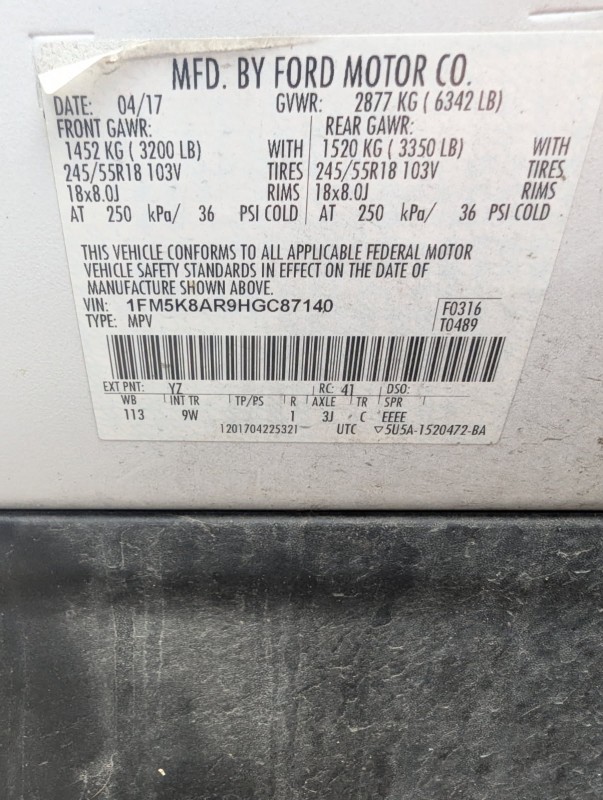 MFD. BY FORD MOTOR CO.
DATE: 04/17 GVWR: 2877 KG ( 6342 LB)
FRONT GAWR: REAR GAWR:
1452 KG ( 3200 LB) WITH 1520 KG ( 3350 LB) WITH
245/55R18 103V TIRES 245/55R18 103V TIRES
18x8.0J RIMS 18x8.0J RIMS
AT 250 kPa/ 36 PSI COLD AT 250 kPa/ 36 PSI COLD
THIS VEHICLE CONFORMS TO ALL APPLICABLE FEDERAL MOTOR
VEHICLE SAFETY STANDARDS IN EFFECT ON THE DATE OF
MANUFACTURE SHOWN ABOVE.
VIN: 1FM5K8AR9HGC87140 F0316
TYPE: MPV T0489
EXT PNT: YZ RC: 41 DSO:
WB INT TR TP/PS R AXLE TR SPR
113 9W 1 3J C EEEE
1201704225321 UTC ▽5U5A-1520472-BA